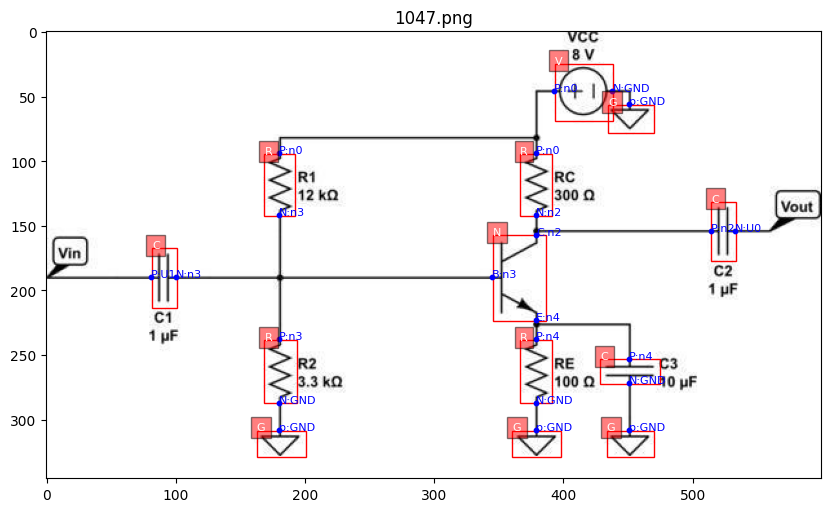 1047.png
VCC
8 V
V
P:n0
N:GND
G
p:GND
0
50
100
150
200
250
300
R
P:n0
R1
12 kΩ
N:n3
R
P:n0
RC
300 Ω
N:n2
C
P:n2
N:U0
Vout
C2
1 µF
Vin
C
P:U1
N:n3
C1
1 µF
N
C:n2
B:n3
E:n4
R
P:n3
R2
3.3 kΩ
N:GND
R
P:n4
RE
100 Ω
N:GND
C
P:n4
C3
10 µF
N:GND
G
p:GND
G
p:GND
G
p:GND
0
100
200
300
400
500